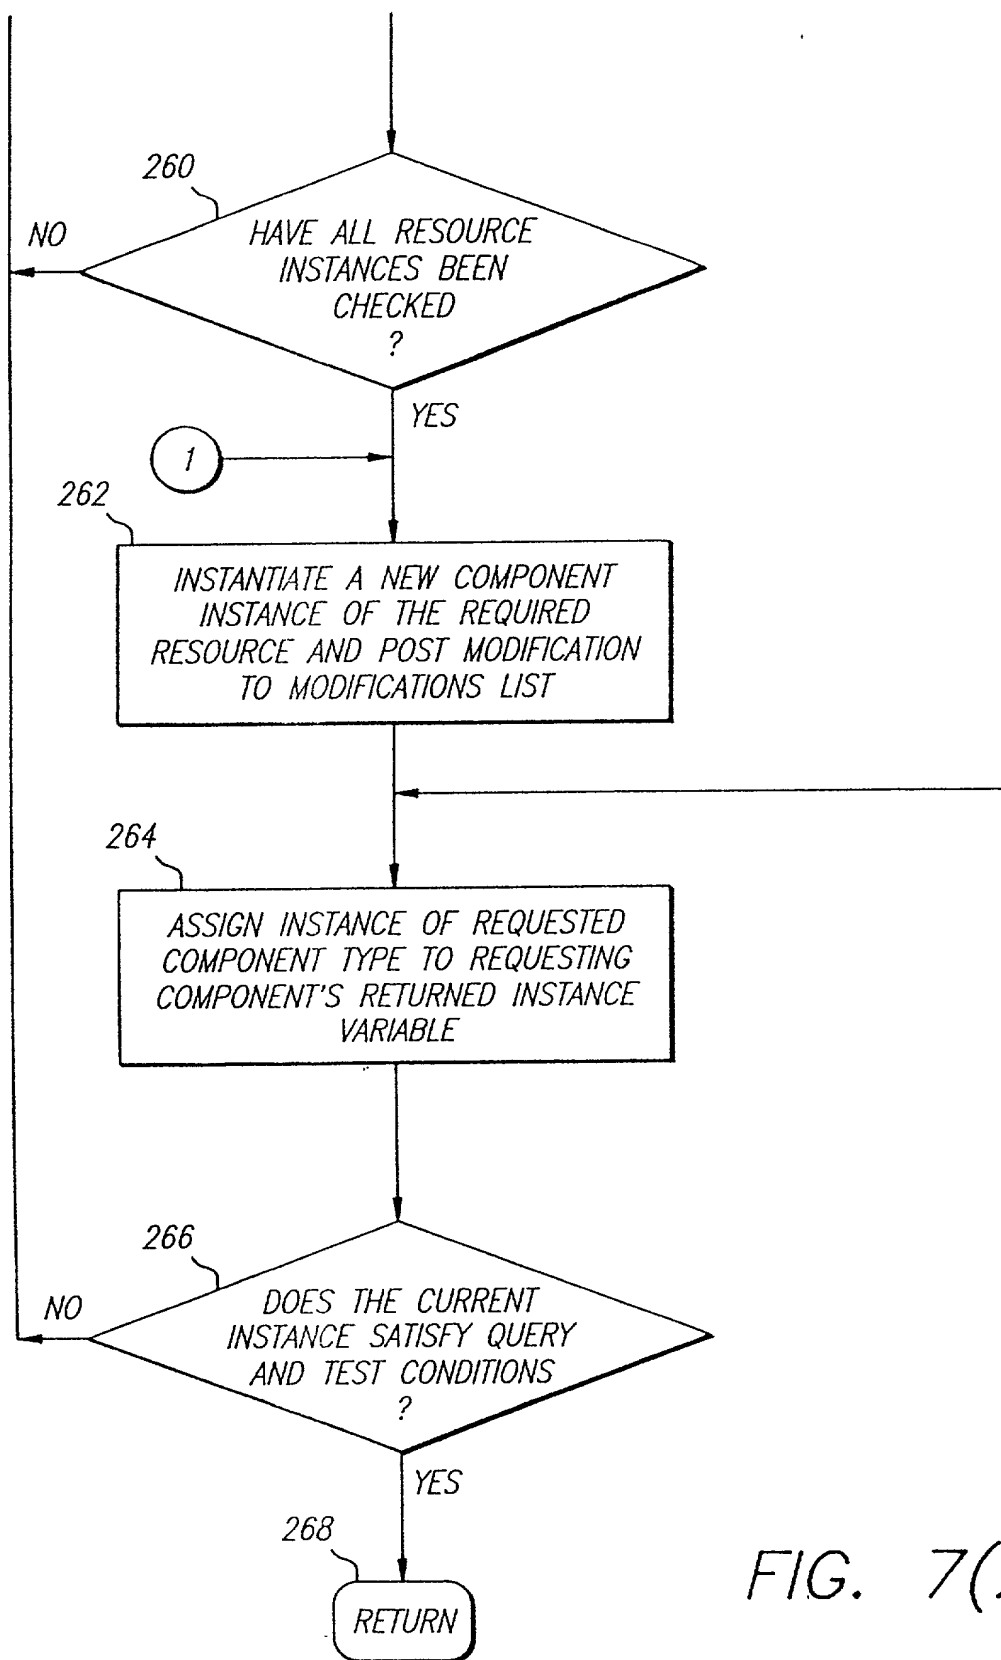 260
NO
HAVE ALL RESOURCE
INSTANCES BEEN
CHECKED
?
YES
1
262
INSTANTIATE A NEW COMPONENT
INSTANCE OF THE REQUIRED
RESOURCE AND POST MODIFICATION
TO MODIFICATIONS LIST
264
ASSIGN INSTANCE OF REQUESTED
COMPONENT TYPE TO REQUESTING
COMPONENT'S RETURNED INSTANCE
VARIABLE
266
NO
DOES THE CURRENT
INSTANCE SATISFY QUERY
AND TEST CONDITIONS
?
YES
268
RETURN
FIG. 7(